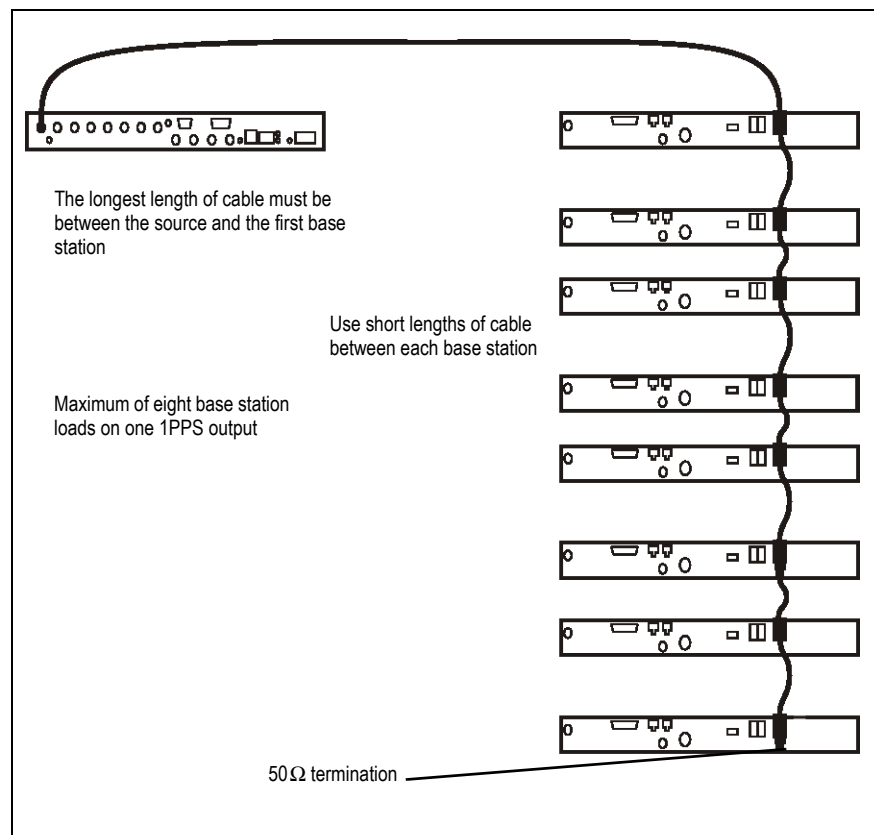 The longest length of cable must be
between the source and the first base
station
Use short lengths of cable
between each base station
Maximum of eight base station
loads on one 1PPS output
50Ω termination